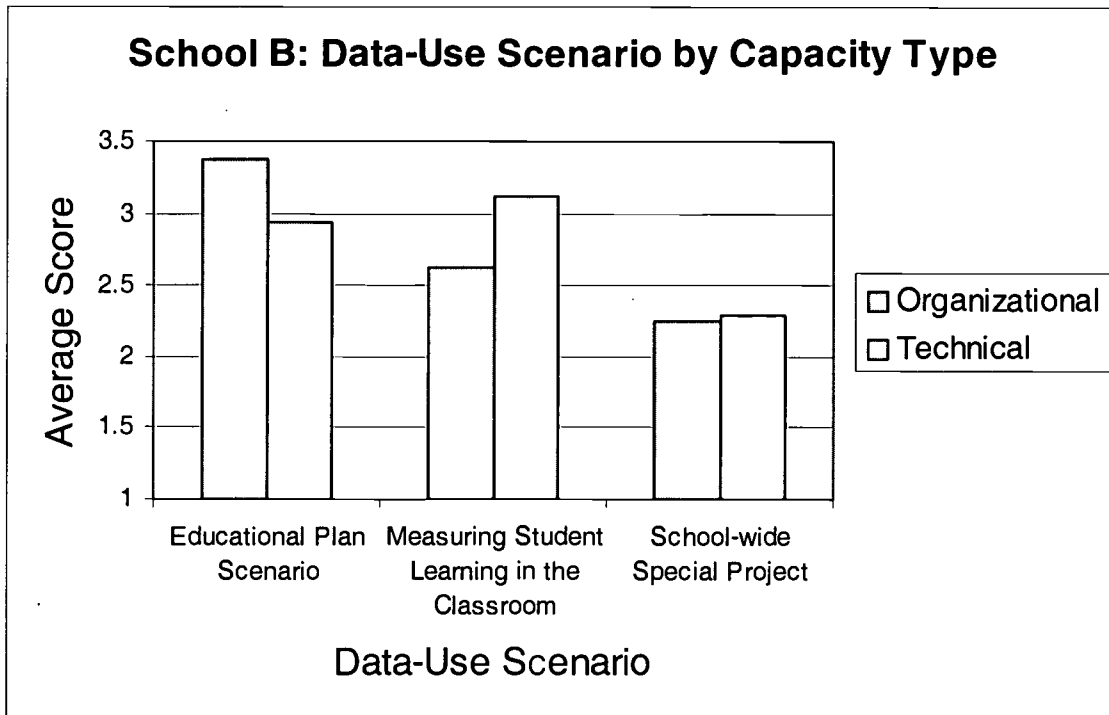 School B: Data-Use Scenario by Capacity Type
3.5
3
2.5
2
1.5
1
Average Score
Educational Plan
Scenario
Measuring Student
Learning in the
Classroom
School-wide
Special Project
Data-Use Scenario
Organizational
Technical